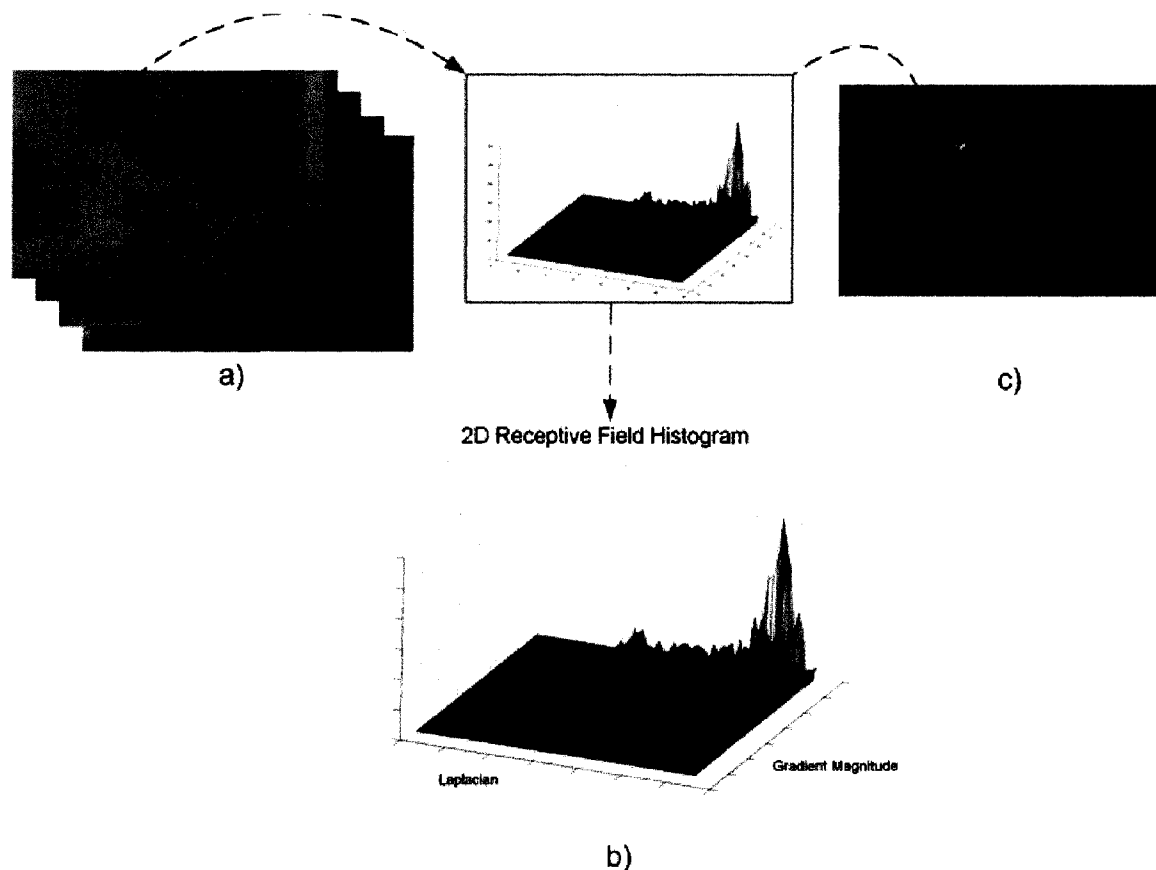 a)
c)
2D Receptive Field Histogram
Laplacian
Gradient Magnitude
b)